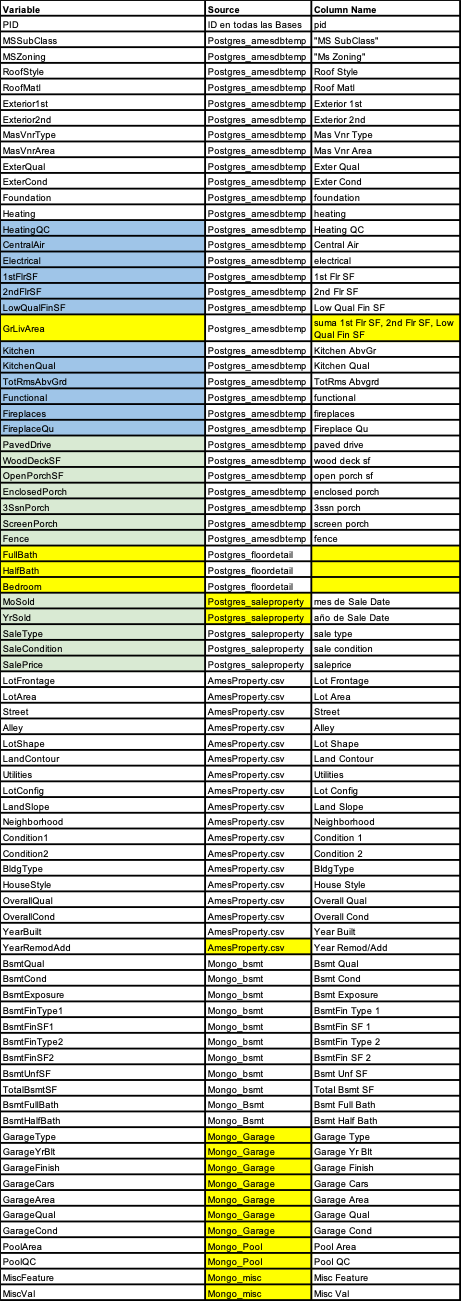 Variable Source Column Name
PID ID en todas las Bases pid
MSSubClass Postgres_amesdbtemp "MS SubClass"
MSZoning Postgres_amesdbtemp "Ms Zoning"
RoofStyle Postgres_amesdbtemp Roof Style
RoofMatl Postgres_amesdbtemp Roof Matl
Exterior1st Postgres_amesdbtemp Exterior 1st
Exterior2nd Postgres_amesdbtemp Exterior 2nd
MasVnrType Postgres_amesdbtemp Mas Vnr Type
MasVnrArea Postgres_amesdbtemp Mas Vnr Area
ExterQual Postgres_amesdbtemp Exter Qual
ExterCond Postgres_amesdbtemp Exter Cond
Foundation Postgres_amesdbtemp foundation
Heating Postgres_amesdbtemp heating
HeatingQC Postgres_amesdbtemp Heating QC
CentralAir Postgres_amesdbtemp Central Air
Electrical Postgres_amesdbtemp electrical
1stFlrSF Postgres_amesdbtemp 1st Flr SF
2ndFlrSF Postgres_amesdbtemp 2nd Flr SF
LowQualFinSF Postgres_amesdbtemp Low Qual Fin SF
GrLivArea Postgres_amesdbtemp suma 1st Flr SF, 2nd Flr SF, Low
Qual Fin SF
Kitchen Postgres_amesdbtemp Kitchen AbvGr
KitchenQual Postgres_amesdbtemp Kitchen Qual
TotRmsAbvGrd Postgres_amesdbtemp TotRms Abvgrd
Functional Postgres_amesdbtemp functional
Fireplaces Postgres_amesdbtemp fireplaces
FireplaceQu Postgres_amesdbtemp Fireplace Qu
PavedDrive Postgres_amesdbtemp paved drive
WoodDeckSF Postgres_amesdbtemp wood deck sf
OpenPorchSF Postgres_amesdbtemp open porch sf
EnclosedPorch Postgres_amesdbtemp enclosed porch
3SsnPorch Postgres_amesdbtemp 3ssn porch
ScreenPorch Postgres_amesdbtemp screen porch
Fence Postgres_amesdbtemp fence
FullBath Postgres_floordetail
HalfBath Postgres_floordetail
Bedroom Postgres_floordetail
MoSold Postgres_saleproperty mes de Sale Date
YrSold Postgres_saleproperty año de Sale Date
SaleType Postgres_saleproperty sale type
SaleCondition Postgres_saleproperty sale condition
SalePrice Postgres_saleproperty saleprice
LotFrontage AmesProperty.csv Lot Frontage
LotArea AmesProperty.csv Lot Area
Street AmesProperty.csv Street
Alley AmesProperty.csv Alley
LotShape AmesProperty.csv Lot Shape
LandContour AmesProperty.csv Land Contour
Utilities AmesProperty.csv Utilities
LotConfig AmesProperty.csv Lot Config
LandSlope AmesProperty.csv Land Slope
Neighborhood AmesProperty.csv Neighborhood
Condition1 AmesProperty.csv Condition 1
Condition2 AmesProperty.csv Condition 2
BldgType AmesProperty.csv BldgType
HouseStyle AmesProperty.csv House Style
OverallQual AmesProperty.csv Overall Qual
OverallCond AmesProperty.csv Overall Cond
YearBuilt AmesProperty.csv Year Built
YearRemodAdd AmesProperty.csv Year Remod/Add
BsmtQual Mongo_bsmt Bsmt Qual
BsmtCond Mongo_bsmt Bsmt Cond
BsmtExposure Mongo_bsmt Bsmt Exposure
BsmtFinType1 Mongo_bsmt BsmtFin Type 1
BsmtFinSF1 Mongo_bsmt BsmtFin SF 1
BsmtFinType2 Mongo_bsmt BsmtFin Type 2
BsmtFinSF2 Mongo_bsmt BsmtFin SF 2
BsmtUnfSF Mongo_bsmt Bsmt Unf SF
TotalBsmtSF Mongo_bsmt Total Bsmt SF
BsmtFullBath Mongo_Bsmt Bsmt Full Bath
BsmtHalfBath Mongo_Bsmt Bsmt Half Bath
GarageType Mongo_Garage Garage Type
GarageYrBlt Mongo_Garage Garage Yr Blt
GarageFinish Mongo_Garage Garage Finish
GarageCars Mongo_Garage Garage Cars
GarageArea Mongo_Garage Garage Area
GarageQual Mongo_Garage Garage Qual
GarageCond Mongo_Garage Garage Cond
PoolArea Mongo_Pool Pool Area
PoolQC Mongo_Pool Pool QC
MiscFeature Mongo_misc Misc Feature
MiscVal Mongo_misc Misc Val